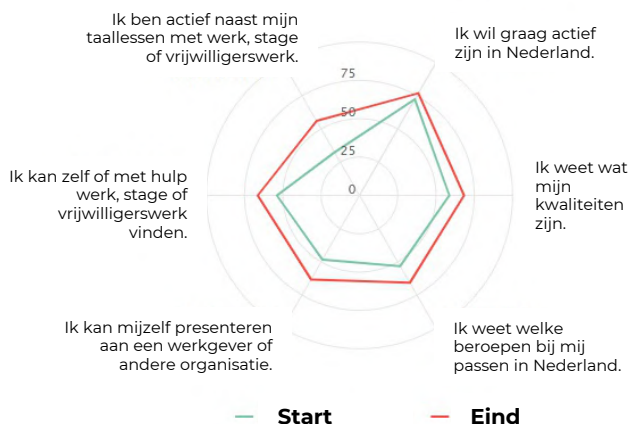 Ik ben actief naast mijn
taallessen met werk, stage
of vrijwilligerswerk.
Ik wil graag actief
zijn in Nederland.
75
50
25
0
Ik kan zelf of met hulp
werk, stage of
vrijwilligerswerk
vinden.
Ik weet wat
mijn
kwaliteiten
zijn.
Ik kan mijzelf presenteren
aan een werkgever of
andere organisatie.
Ik weet welke
beroepen bij mij
passen in Nederland.
Start
Eind